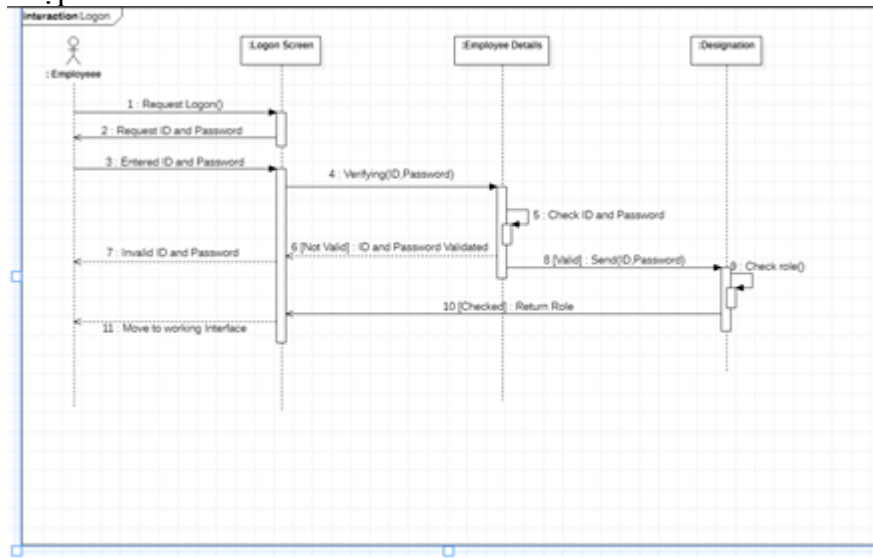 interaction Logon
: Employeee
:Logon Screen
:Employee Details
:Designation
1 : Request Logon()
2 : Request ID and Password
3 : Entered ID and Password
4 : Verifying(ID,Password)
5 : Check ID and Password
6 [Not Valid] : ID and Password Validated
7 : Invalid ID and Password
8 [Valid] : Send(ID,Password)
9 : Check role()
10 [Checked] : Return Role
11 : Move to working Interface